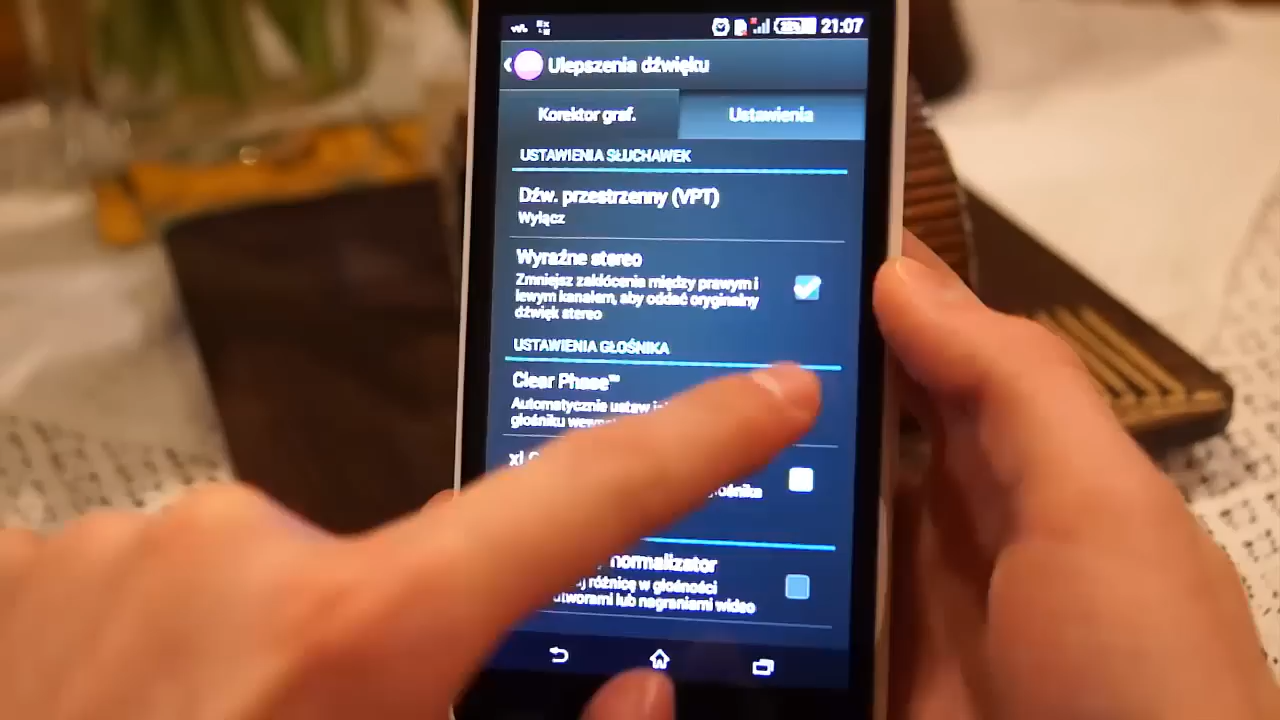 21:07
Ulepszenia dźwięku
Korektor graf.
Ustawienia
USTAWIENIA SŁUCHAWEK
Dźw. przestrzenny (VPT)
Wyłącz
Wyraźne stereo
Zmniejsz zakłócenia między prawym i
lewym kanałem, aby oddać oryginalny
dźwięk stereo
USTAWIENIA GŁOŚNIKA
Clear Phase™
Automatycznie ustaw
głośniku
normalizator
różnicę w głośności
utworami lub nagraniami wideo